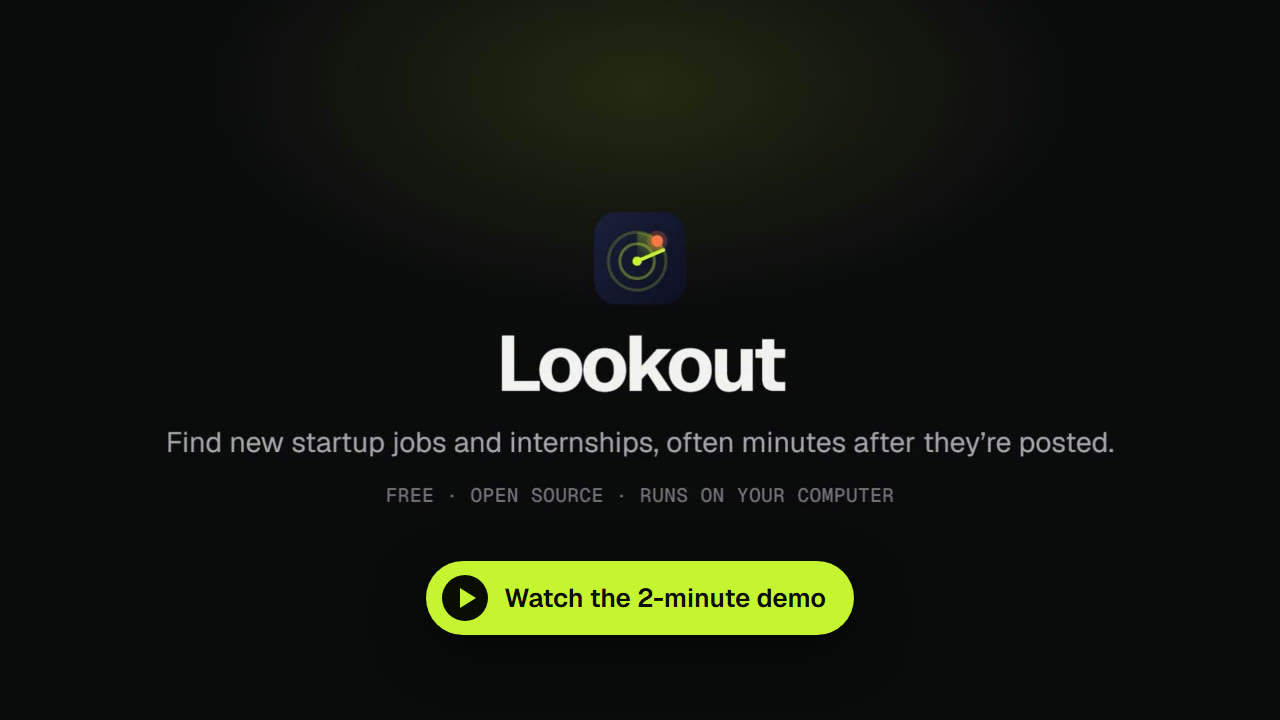 Lookout
Find new startup jobs and internships, often minutes after they’re posted.
FREE · OPEN SOURCE · RUNS ON YOUR COMPUTER
Watch the 2-minute demo